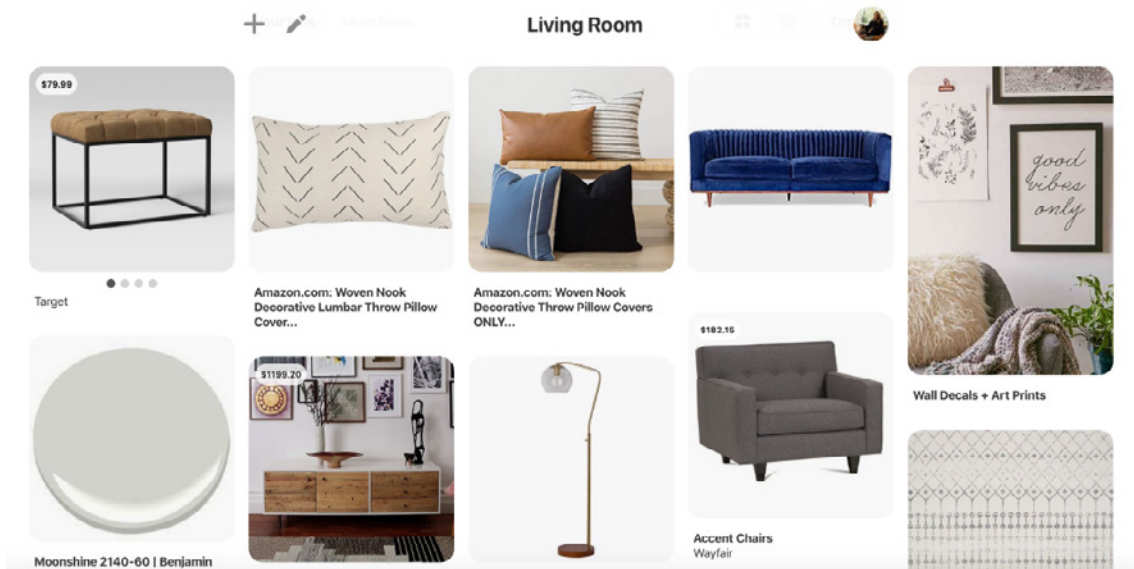 Living Room
$79.99
Target
Amazon.com: Woven Nook
Decorative Lumbar Throw Pillow
Cover...
Amazon.com: Woven Nook
Decorative Throw Pillow Covers
ONLY...
good
vibes
only
Wall Decals + Art Prints
Moonshine 2140-60 | Benjamin
$1199.20
$182.15
Accent Chairs
Wayfair